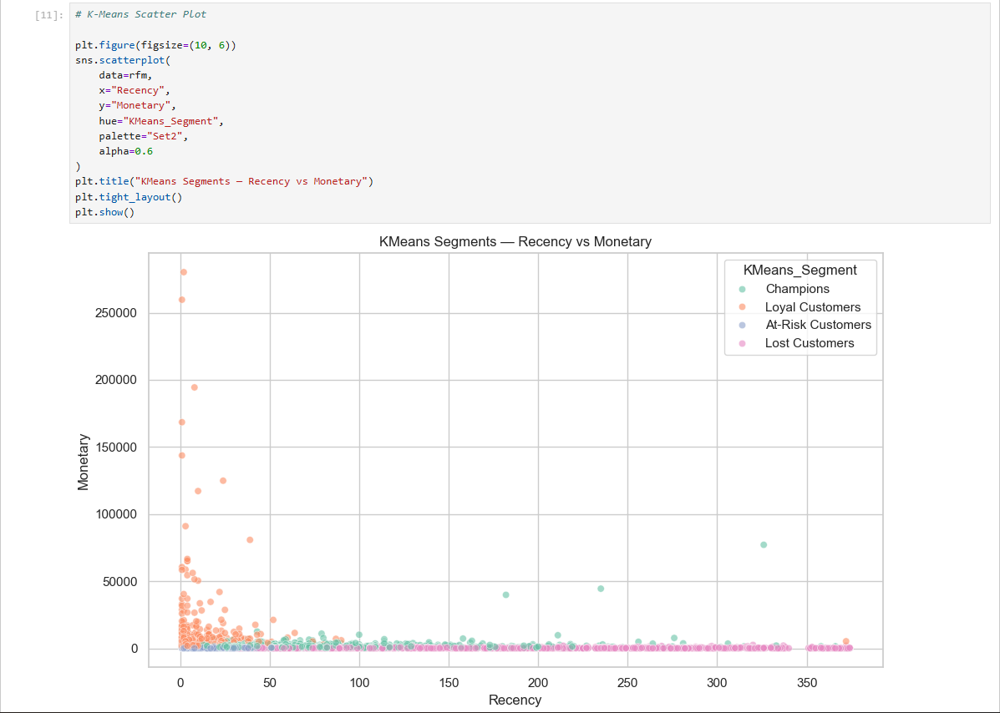 [11]:
# K-Means Scatter Plot
plt.figure(figsize=(10, 6))
sns.scatterplot(
    data=rfm,
    x="Recency",
    y="Monetary",
    hue="KMeans_Segment",
    palette="Set2",
    alpha=0.6
)
plt.title("KMeans Segments — Recency vs Monetary")
plt.tight_layout()
plt.show()
KMeans Segments — Recency vs Monetary
KMeans_Segment
Champions
Loyal Customers
At-Risk Customers
Lost Customers
Monetary
250000
200000
150000
100000
50000
0
0 50 100 150 200 250 300 350
Recency